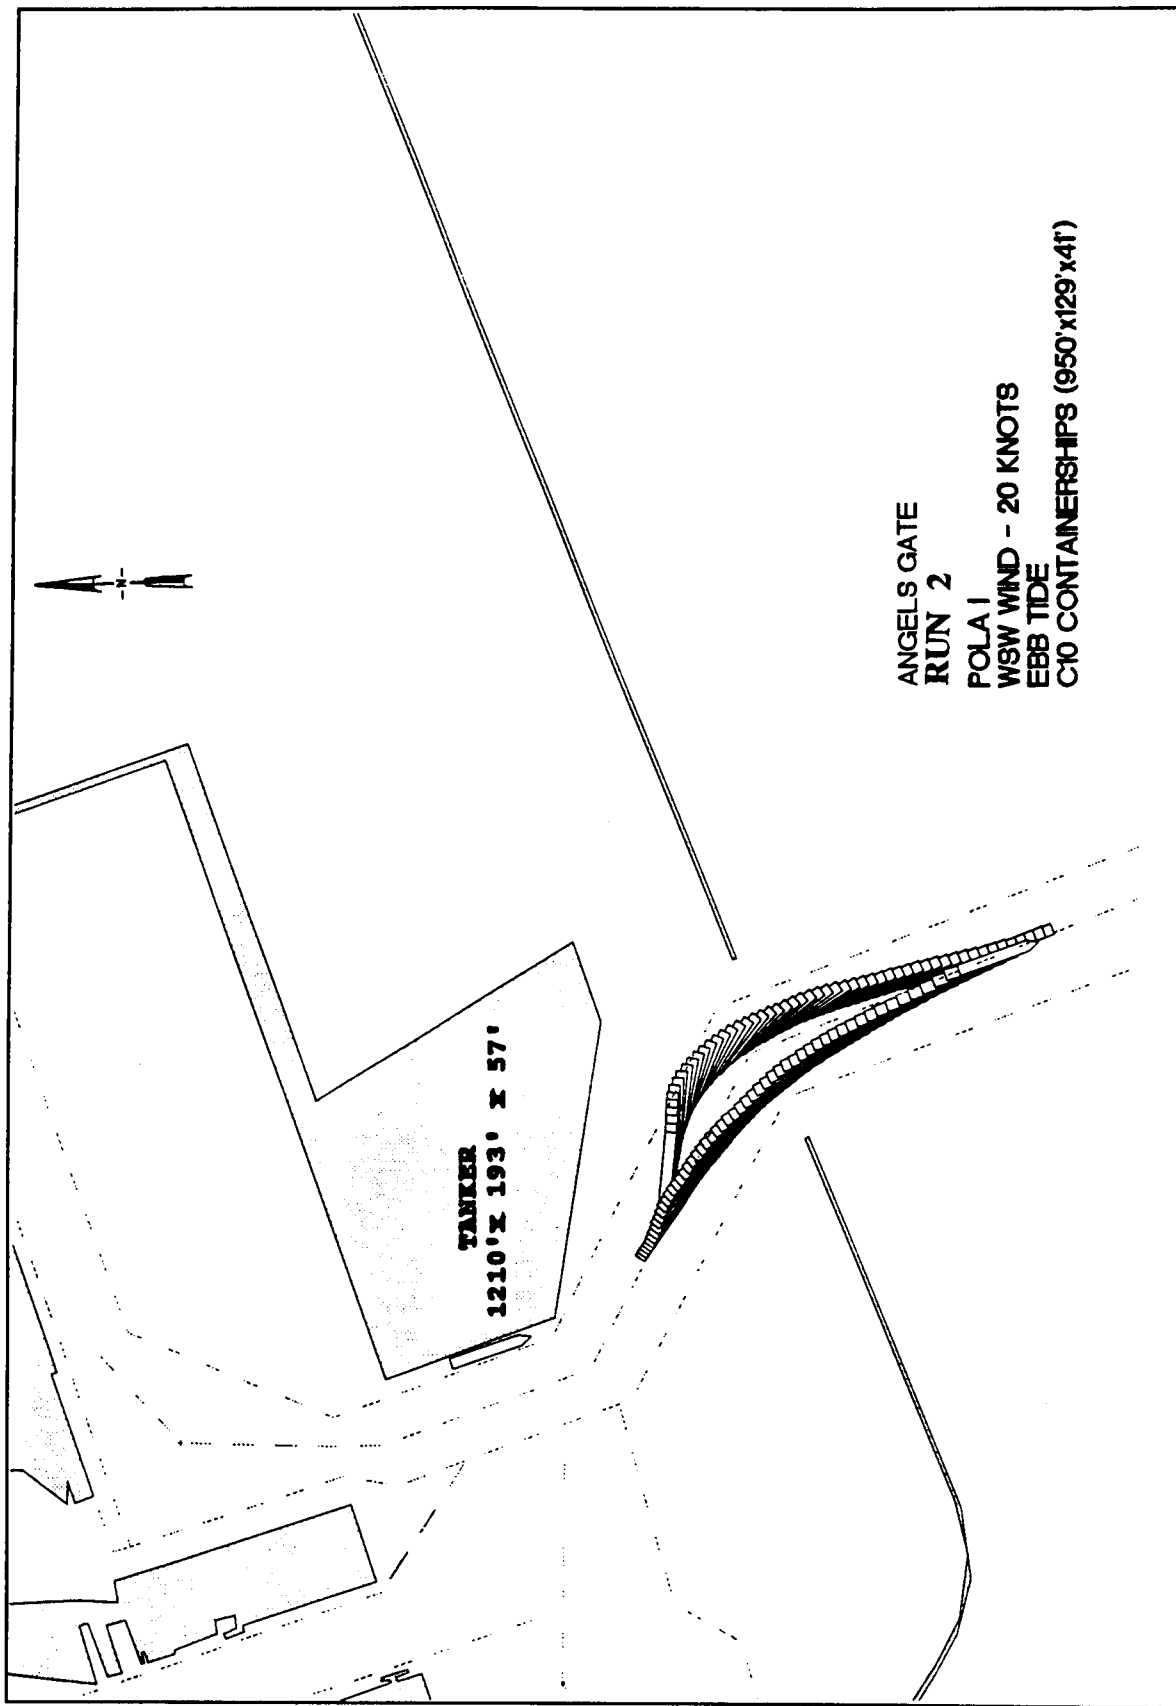 N
TANKER
1210'x 193' x 57'
ANGELS GATE
RUN 2
POLA I
WSW WIND - 20 KNOTS
EBB TIDE
C10 CONTAINERSHIPS (950'x129'x41')